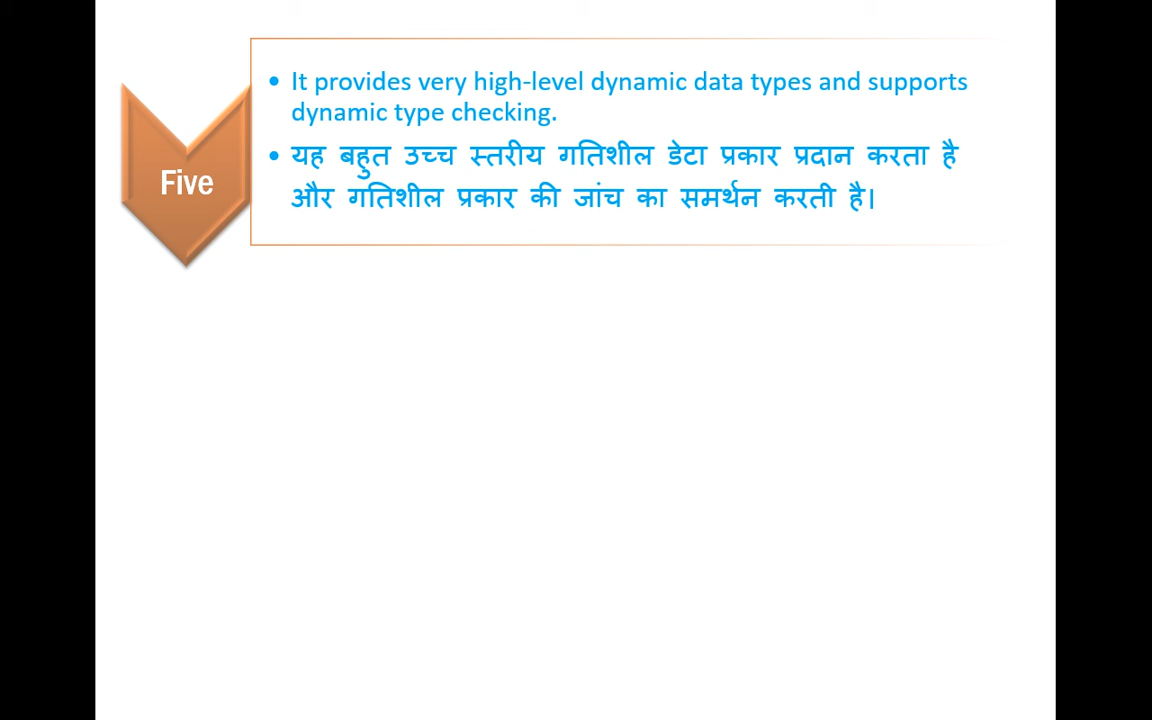 Five
• It provides very high-level dynamic data types and supports
dynamic type checking.
• यह बहुत उच्च स्तरीय गतिशील डेटा प्रकार प्रदान करता है
और गतिशील प्रकार की जांच का समर्थन करती है।